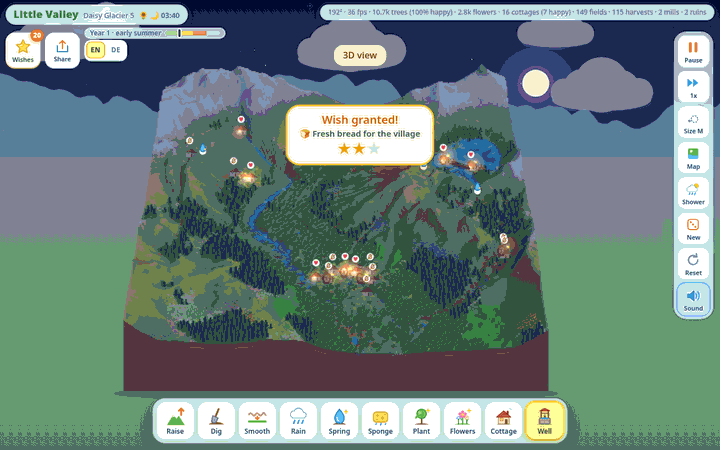 Little Valley Daisy Glacier 5 03:40
192² · 36 fps · 10.7k trees (106% happy) · 2.8k flowers · 16 cottages (7 happy) · 149 fields · 115 harvests · 2 mills · 2 ruins
Year 1 · early summer
20
Wishes
Share
EN
DE
3D view
Pause
Wish granted!
Fresh bread for the village
1x
Size M
Map
Shower
New
Reset
Sound
Raise
Dig
Smooth
Rain
Spring
Sponge
Plant
Flowers
Cottage
Well